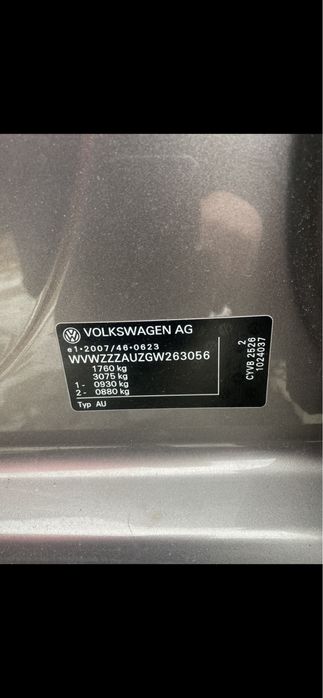 VOLKSWAGEN AG
e1*2007/46*0623
WVWZZZAUZGW263056
1760 kg
3075 kg
1 - 0930 kg
2 - 0880 kg
Typ AU
2
CYVB 2526
1024037